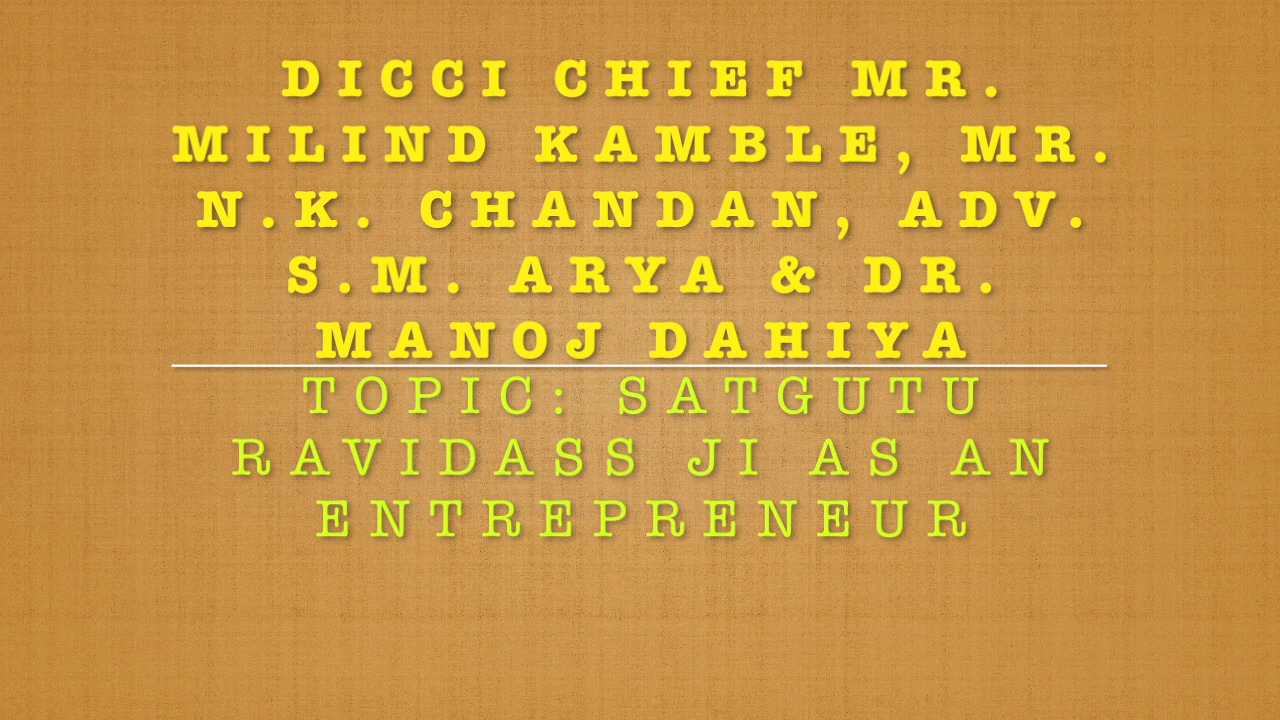 DICCI CHIEF MR.
MILIND KAMBLE, MR.
N.K. CHANDAN, ADV.
S.M. ARYA & DR.
MANOJ DAHIYA
TOPIC: SATGUTU
RAVIDASS JI AS AN
ENTREPRENEUR